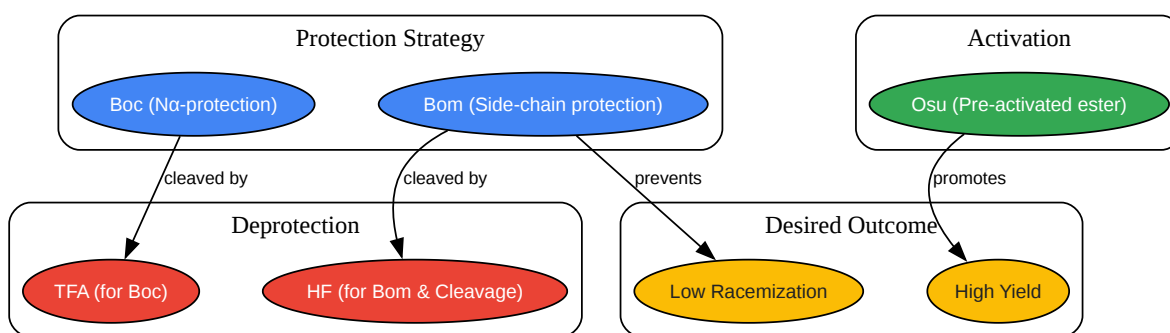 Protection Strategy
Activation
Boc (Nα-protection)
Bom (Side-chain protection)
Osu (Pre-activated ester)
cleaved by
cleaved by
prevents
promotes
Deprotection
Desired Outcome
TFA (for Boc)
HF (for Bom & Cleavage)
Low Racemization
High Yield